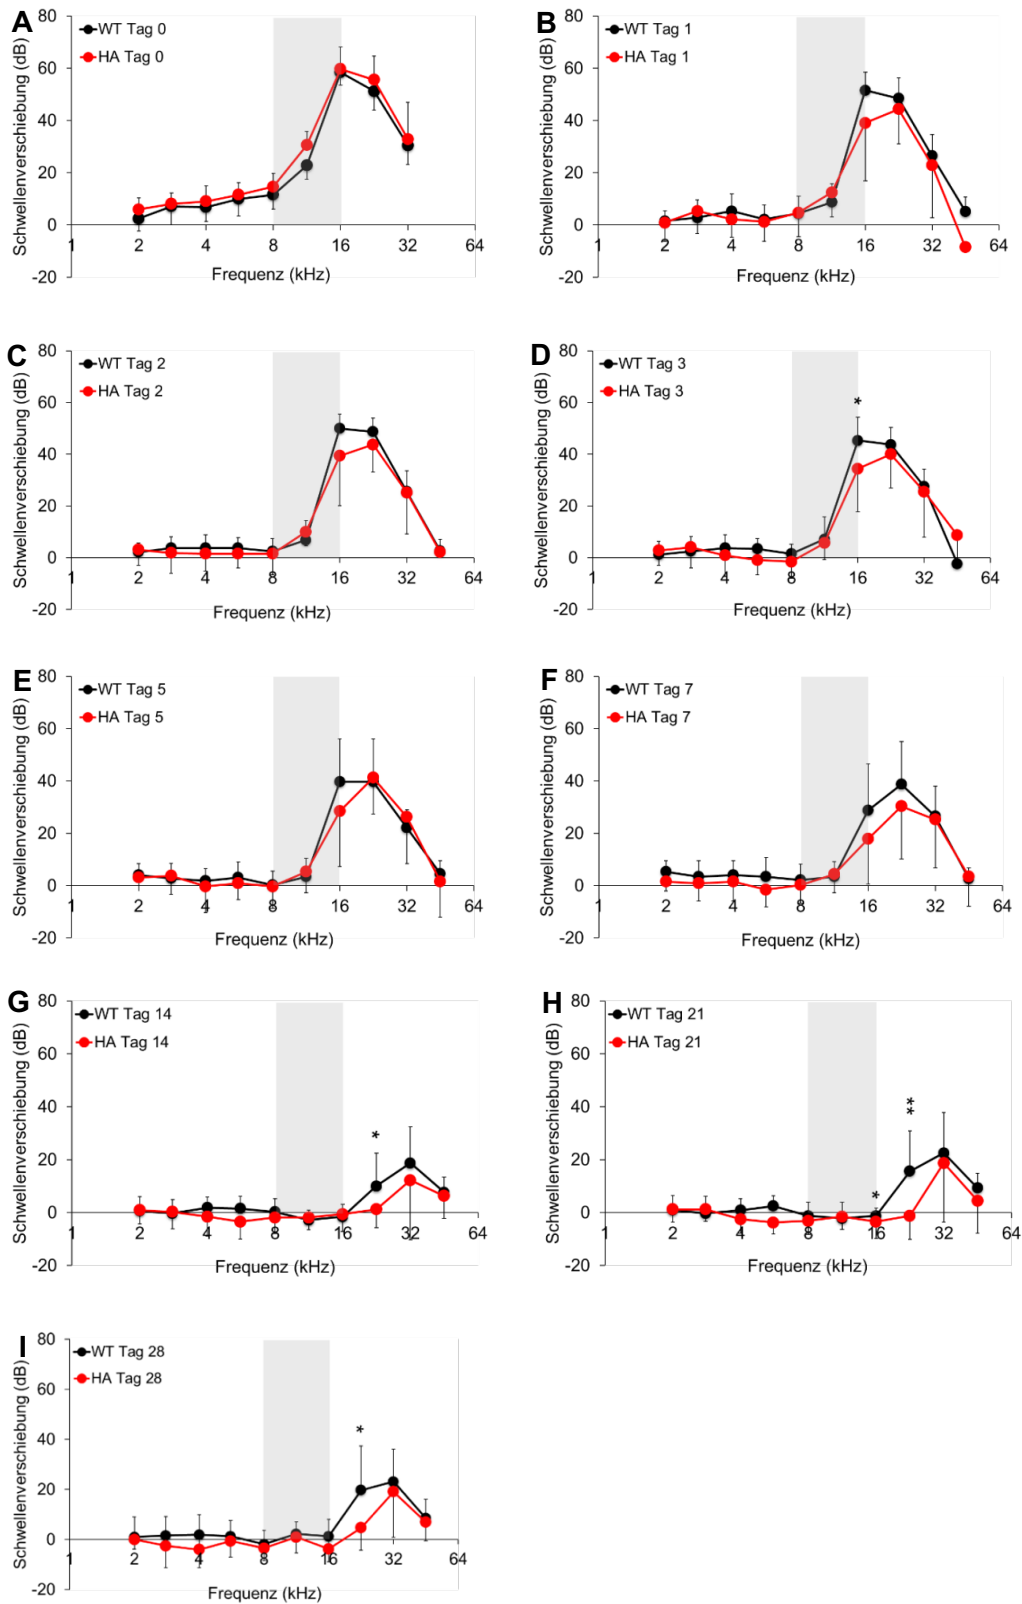 A
Schwellenverschiebung (dB)
80
60
40
20
0
-20
WT Tag 0
HA Tag 0
1 2 4 8 16 32 64
Frequenz (kHz)
B
Schwellenverschiebung (dB)
80
60
40
20
0
-20
WT Tag 1
HA Tag 1
1 2 4 8 16 32 64
Frequenz (kHz)
C
Schwellenverschiebung (dB)
80
60
40
20
0
-20
WT Tag 2
HA Tag 2
1 2 4 8 16 32 64
Frequenz (kHz)
D
Schwellenverschiebung (dB)
80
60
40
20
0
-20
WT Tag 3
HA Tag 3
*
1 2 4 8 16 32 64
Frequenz (kHz)
E
Schwellenverschiebung (dB)
80
60
40
20
0
-20
WT Tag 5
HA Tag 5
1 2 4 8 16 32 64
Frequenz (kHz)
F
Schwellenverschiebung (dB)
80
60
40
20
0
-20
WT Tag 7
HA Tag 7
1 2 4 8 16 32 64
Frequenz (kHz)
G
Schwellenverschiebung (dB)
80
60
40
20
0
-20
WT Tag 14
HA Tag 14
*
1 2 4 8 16 32 64
Frequenz (kHz)
H
Schwellenverschiebung (dB)
80
60
40
20
0
-20
WT Tag 21
HA Tag 21
**
*
1 2 4 8 16 32 64
Frequenz (kHz)
I
Schwellenverschiebung (dB)
80
60
40
20
0
-20
WT Tag 28
HA Tag 28
*
1 2 4 8 16 32 64
Frequenz (kHz)